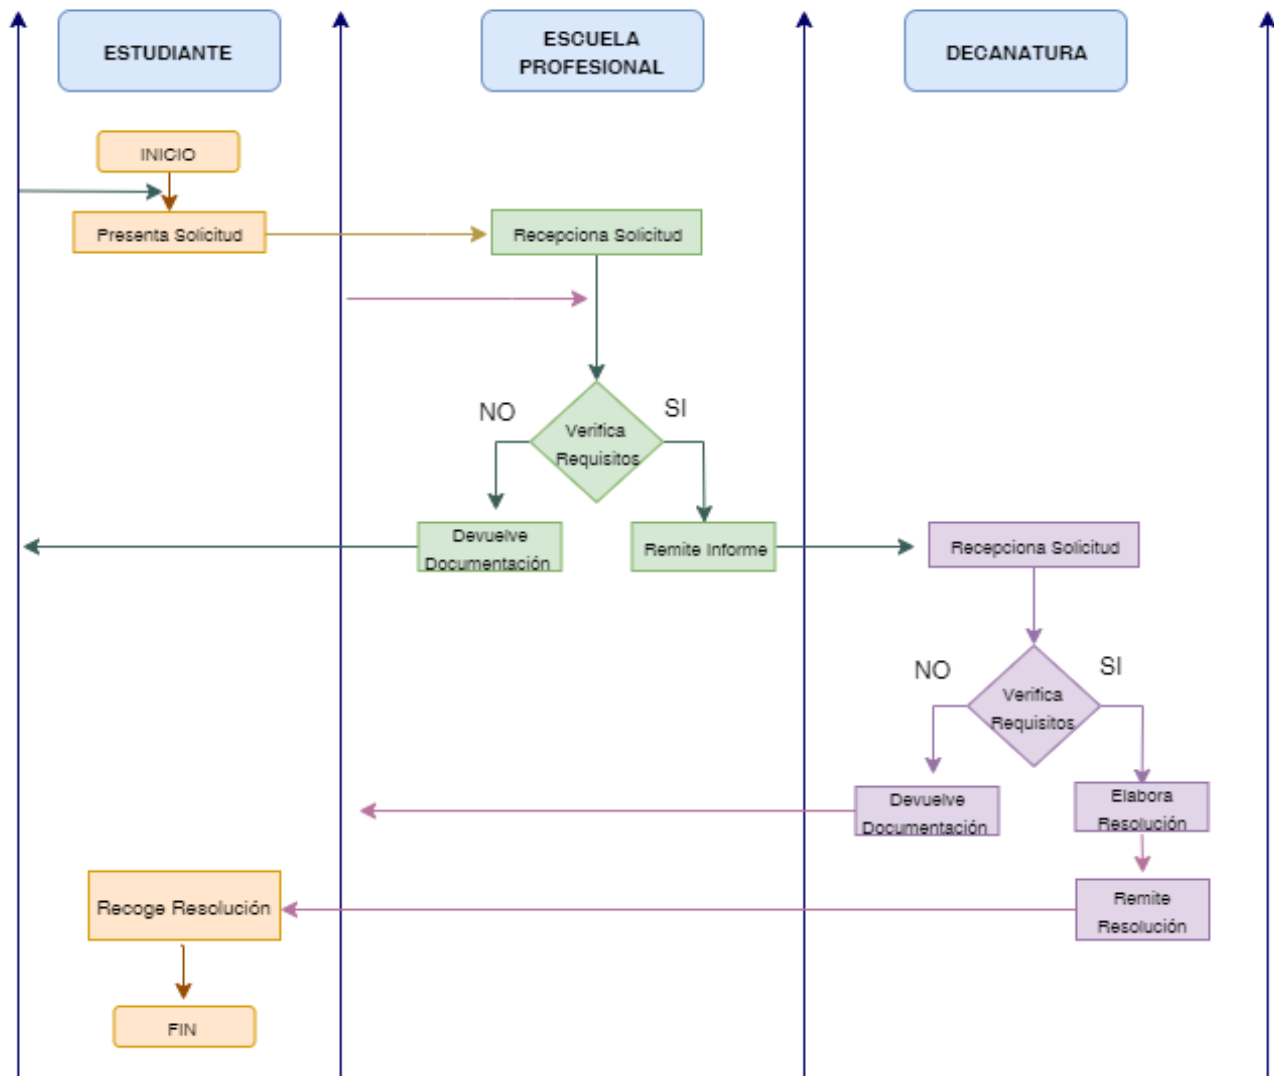 ESTUDIANTE
ESCUELA
PROFESIONAL
DECANATURA
INICIO
Presenta Solicitud
Recepciona Solicitud
NO
SI
Verifica
Requisitos
Devuelve
Documentación
Remite Informe
Recepciona Solicitud
NO
SI
Verifica
Requisitos
Devuelve
Documentación
Elabora
Resolución
Recoge Resolución
Remite
Resolución
FIN